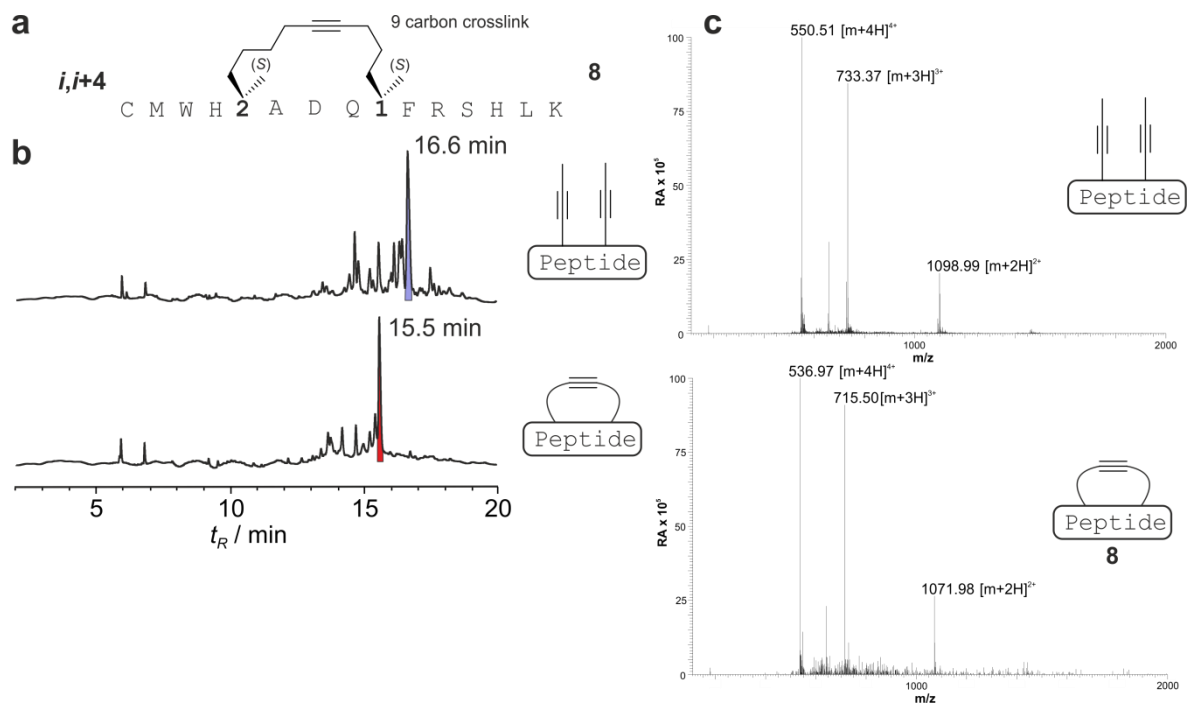 a
9 carbon crosslink
(S)
(S)
i,i+4
8
C M W H 2 A D Q 1 F R S H L K
b
16.6 min
Peptide
15.5 min
Peptide
5 10 15 20
tR / min
c
550.51 [m+4H]4+
733.37 [m+3H]3+
1098.99 [m+2H]2+
100
75
50
25
0
RA x 10⁵
1000 2000
m/z
Peptide
536.97 [m+4H]4+
715.50[m+3H]3+
1071.98 [m+2H]2+
100
75
50
25
0
RA x 10⁵
1000 2000
m/z
Peptide
8